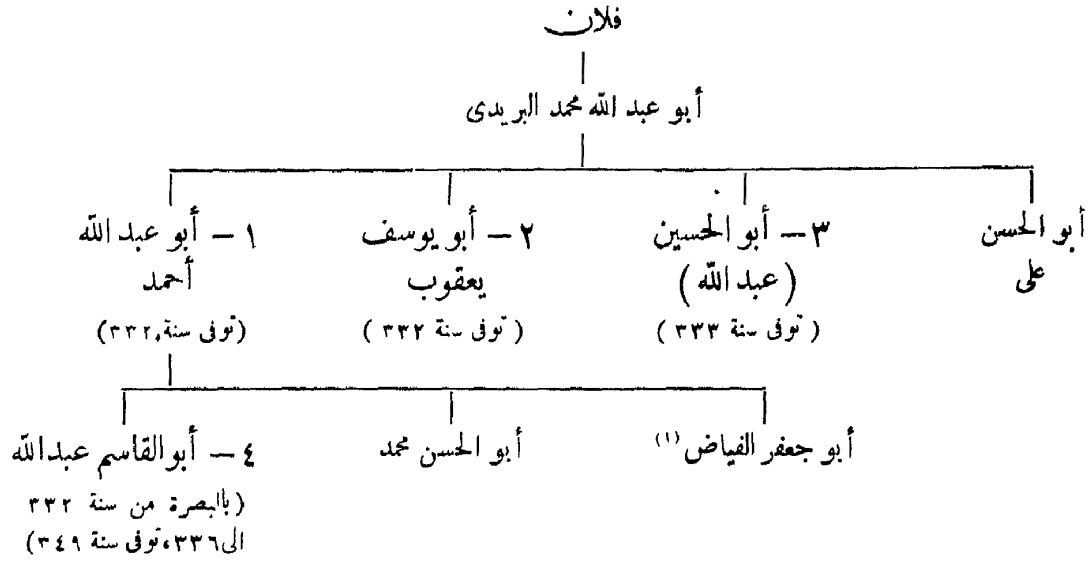 فلان
أبو عبد الله محمد البريدى
أبو الحسن
على
٣ – أبو الحسين
(عبد الله)
(توفى سنة ٣٣٣)
٢ – أبو يوسف
يعقوب
(توفى سنة ٣٣٢)
١ – أبو عبد الله
أحمد
(توفى سنة ٣٣٢)
أبو جعفر الفياض (١)
أبو الحسن محمد
٤ – أبو القاسم عبد الله
(بالبصرة من سنة ٣٣٢
الى ٣٣٦، توفى سنة ٣٤٩)